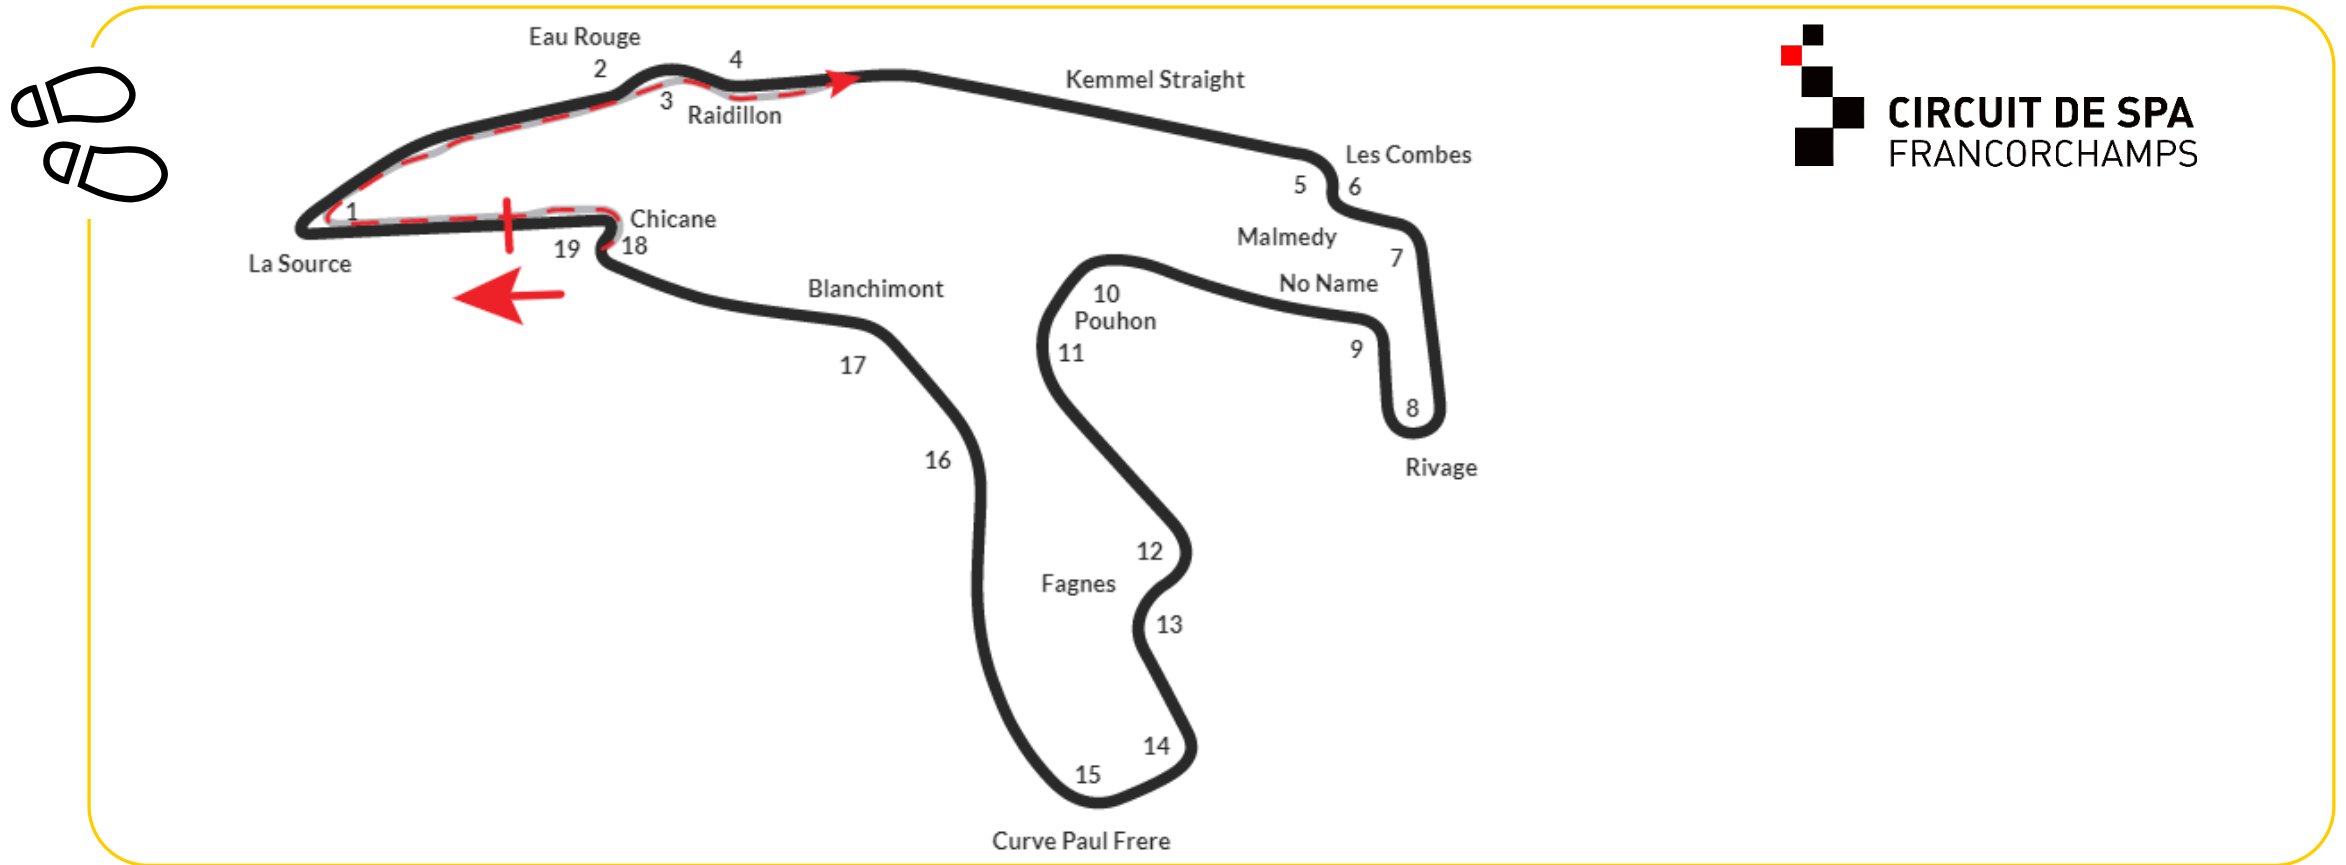 Eau Rouge
2
4
3
Raidillon
Kemmel Straight
Les Combes
5
6
1
La Source
Chicane
19
18
Malmedy
7
No Name
Blanchimont
10
Pouhon
11
9
17
8
16
Rivage
12
Fagnes
13
14
15
Curve Paul Frere
CIRCUIT DE SPA
FRANCORCHAMPS